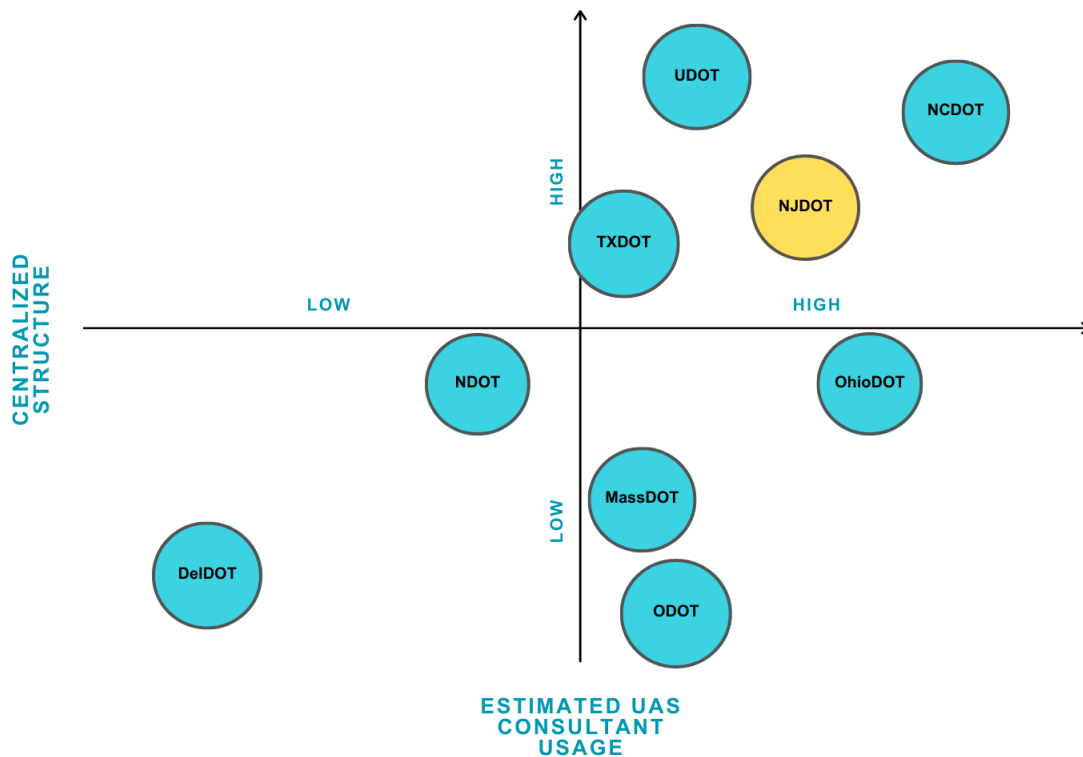 UDOT
NCDOT
HIGH
NJDOT
TXDOT
CENTRALIZED
STRUCTURE
LOW
HIGH
NDOT
OhioDOT
MassDOT
LOW
DelDOT
ODOT
ESTIMATED UAS
CONSULTANT
USAGE